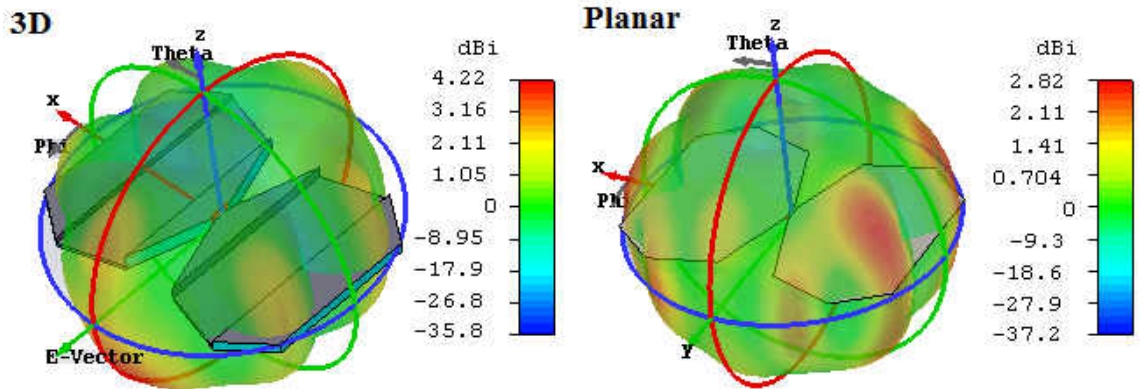 3D
z
Theta
x
Phi
E-Vector
dBi
4.22
3.16
2.11
1.05
0
-8.95
-17.9
-26.8
-35.8
Planar
z
Theta
x
y
dBi
2.82
2.11
1.41
0.704
0
-9.3
-18.6
-27.9
-37.2